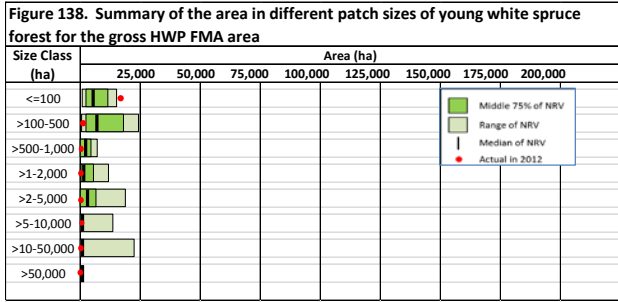 Figure 138.  Summary of the area in different patch sizes of young white spruce
forest for the gross HWP FMA area
Size Class
(ha)
Area (ha)
25,000 50,000 75,000 100,000 125,000 150,000 175,000 200,000
<=100
>100-500
>500-1,000
>1-2,000
>2-5,000
>5-10,000
>10-50,000
>50,000
Middle 75% of NRV
Range of NRV
Median of NRV
Actual in 2012